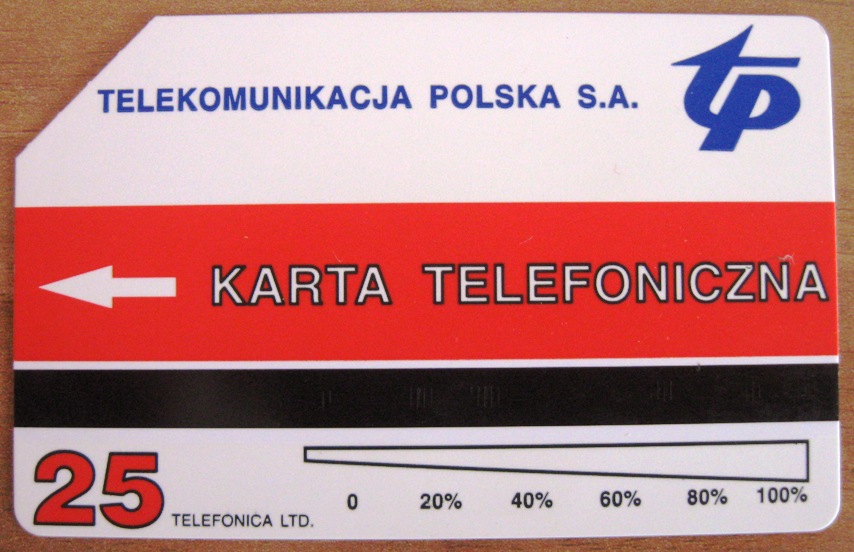 TELEKOMUNIKACJA POLSKA S.A.
tp
KARTA TELEFONICZNA
25 TELEFONICA LTD.
0 20% 40% 60% 80% 100%